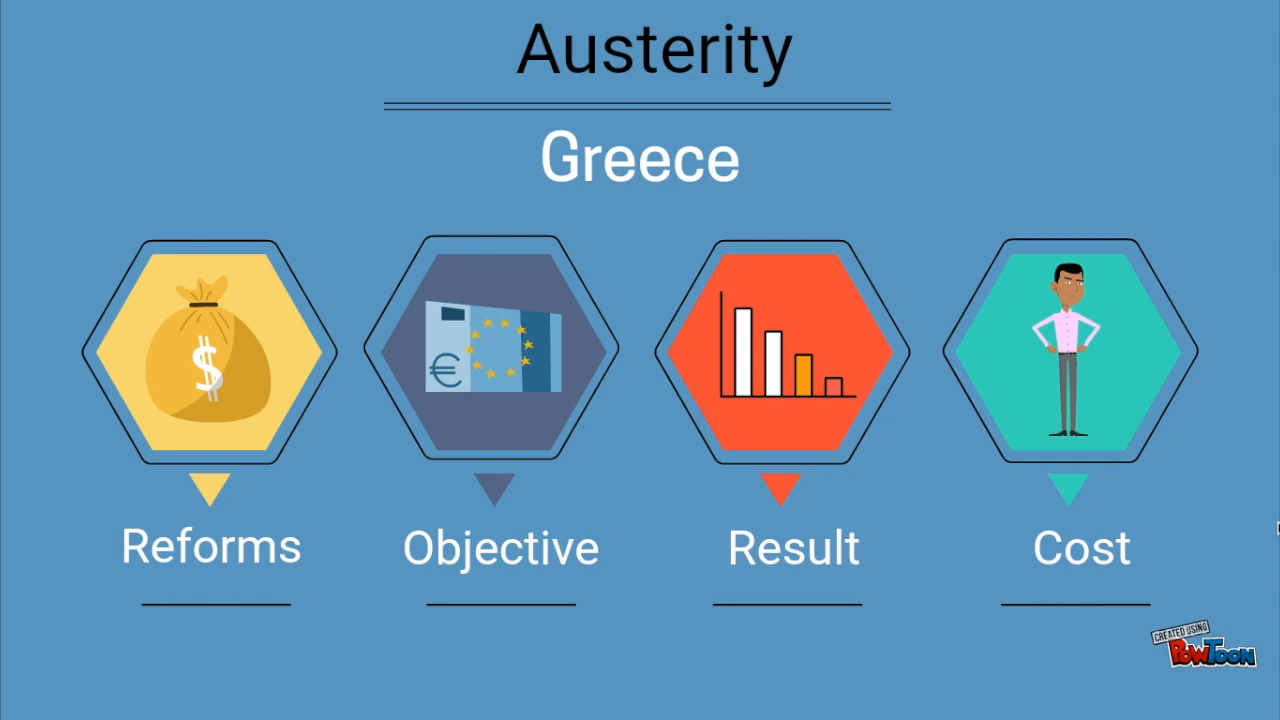 Austerity
Greece
$
€
Reforms
Objective
Result
Cost
CREATED USING
POWTOON